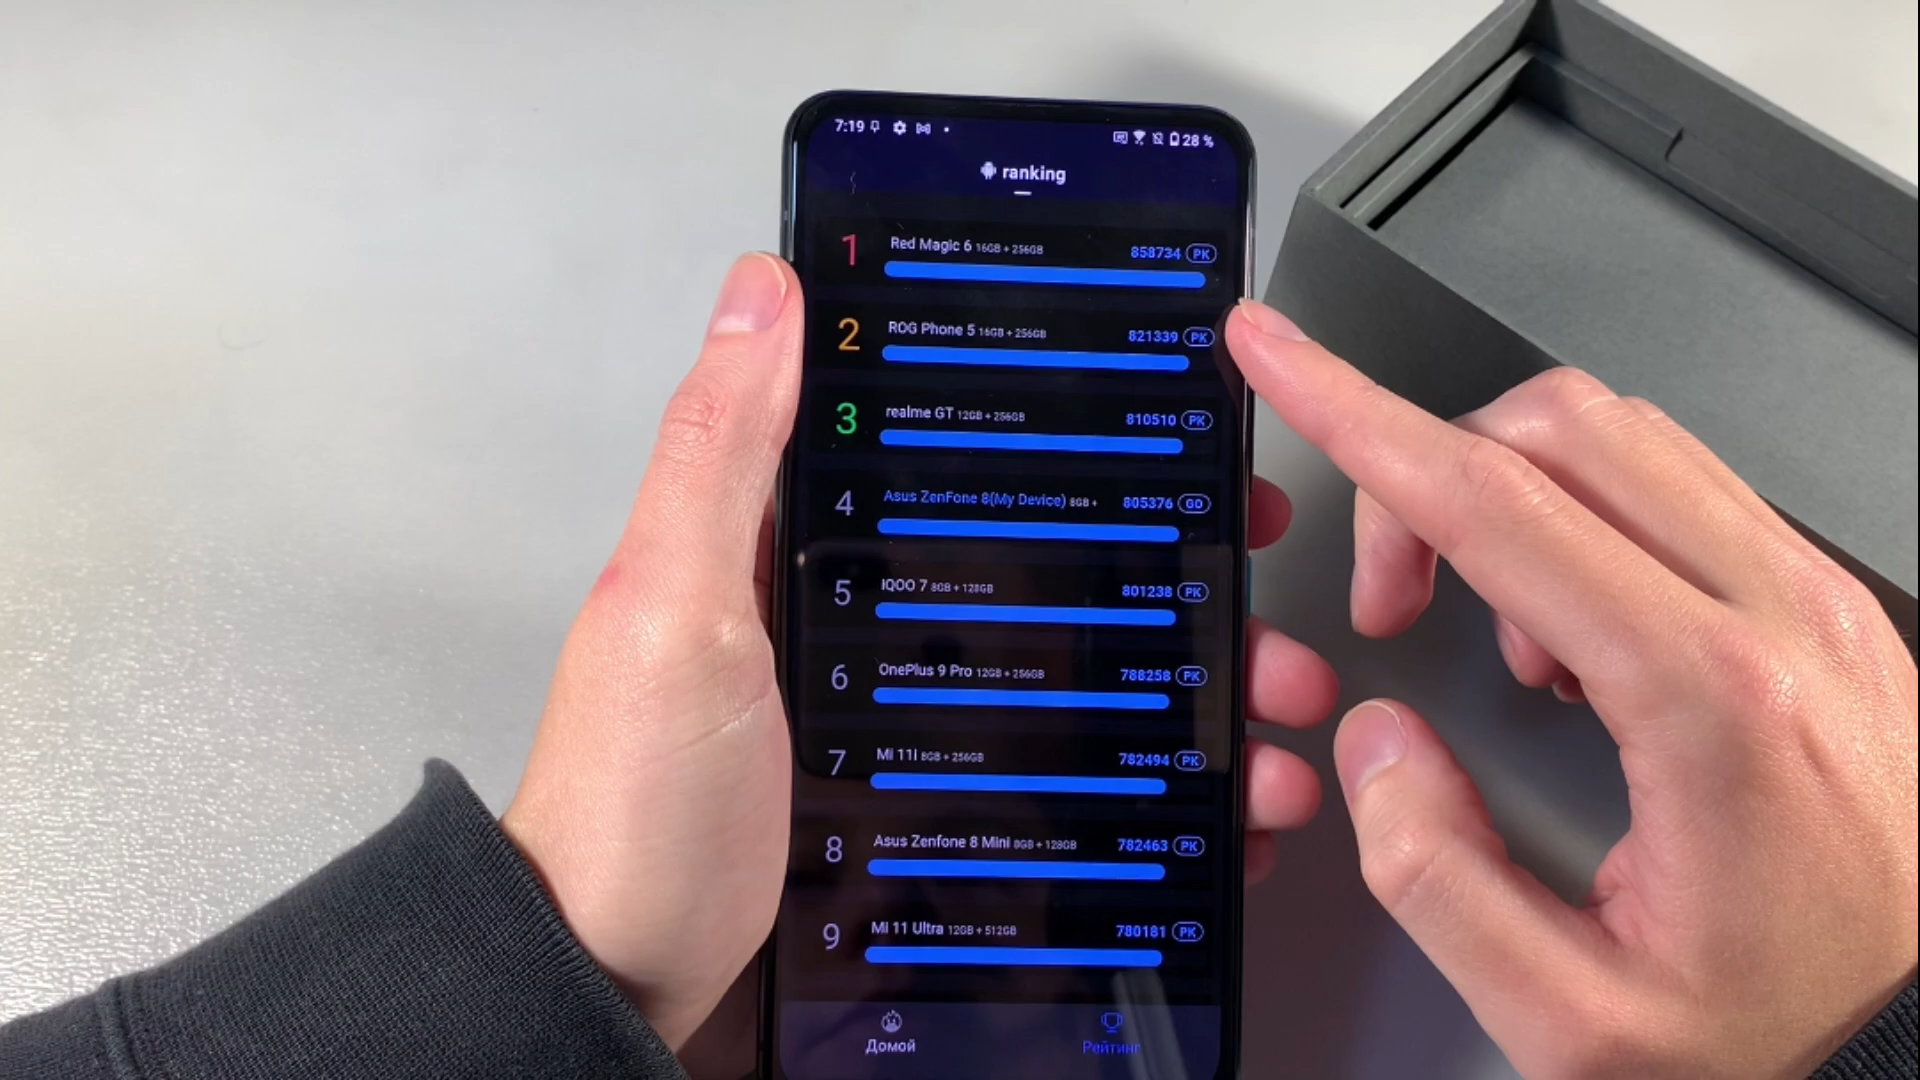 7:19 28 %
ranking
1 Red Magic 6 16GB + 256GB 858734 PK
2 ROG Phone 5 16GB + 256GB 821339 PK
3 realme GT 12GB + 256GB 810510 PK
4 Asus ZenFone 8(My Device) 8GB + 805376 GO
5 IQOO 7 8GB + 128GB 801238 PK
6 OnePlus 9 Pro 12GB + 256GB 788258 PK
7 Mi 11I 8GB + 256GB 782494 PK
8 Asus Zenfone 8 Mini 8GB + 128GB 782463 PK
9 Mi 11 Ultra 12GB + 512GB 780181 PK
Домой Рейтинг